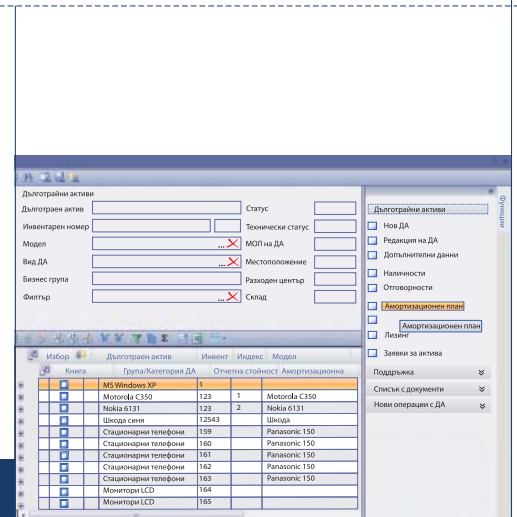 Дълготрайни активи
Дълготраен актив
Статус
Инвентарен номер
Технически статус
Модел
...
МОЛ на ДА
Вид ДА
...
Местоположение
Бизнес група
Разходен център
Филтър
...
Склад
Функции
Дълготрайни активи
Нов ДА
Редакция на ДА
Допълнителни данни
Наличности
Отговорности
Амортизационен план
Амортизационен план
Лизинг
Заявки за актива
Поддръжка
Списък с документи
Нови операции с ДА
Избор Дълготраен актив Инвент Индекс Модел
Книга Група/Категория ДА Отчетна стойност Амортизационна
MS Windows XP 1
Motorola C350 123 1 Motorola C350
Nokia 6131 123 2 Nokia 6131
Шкода синя 12543 Шкода
Стационарни телефони 159 Panasonic 150
Стационарни телефони 160 Panasonic 150
Стационарни телефони 161 Panasonic 150
Стационарни телефони 162 Panasonic 150
Стационарни телефони 163 Panasonic 150
Монитори LCD 164
Монитори LCD 165